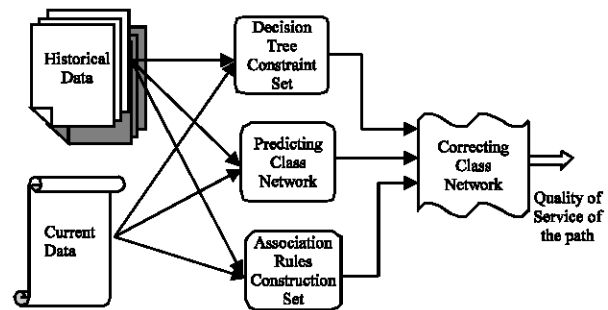 Historical
Data
Current
Data
Decision
Tree
Constraint
Set
Predicting
Class
Network
Association
Rules
Construction
Set
Correcting
Class
Network
Quality of
Service of
the path